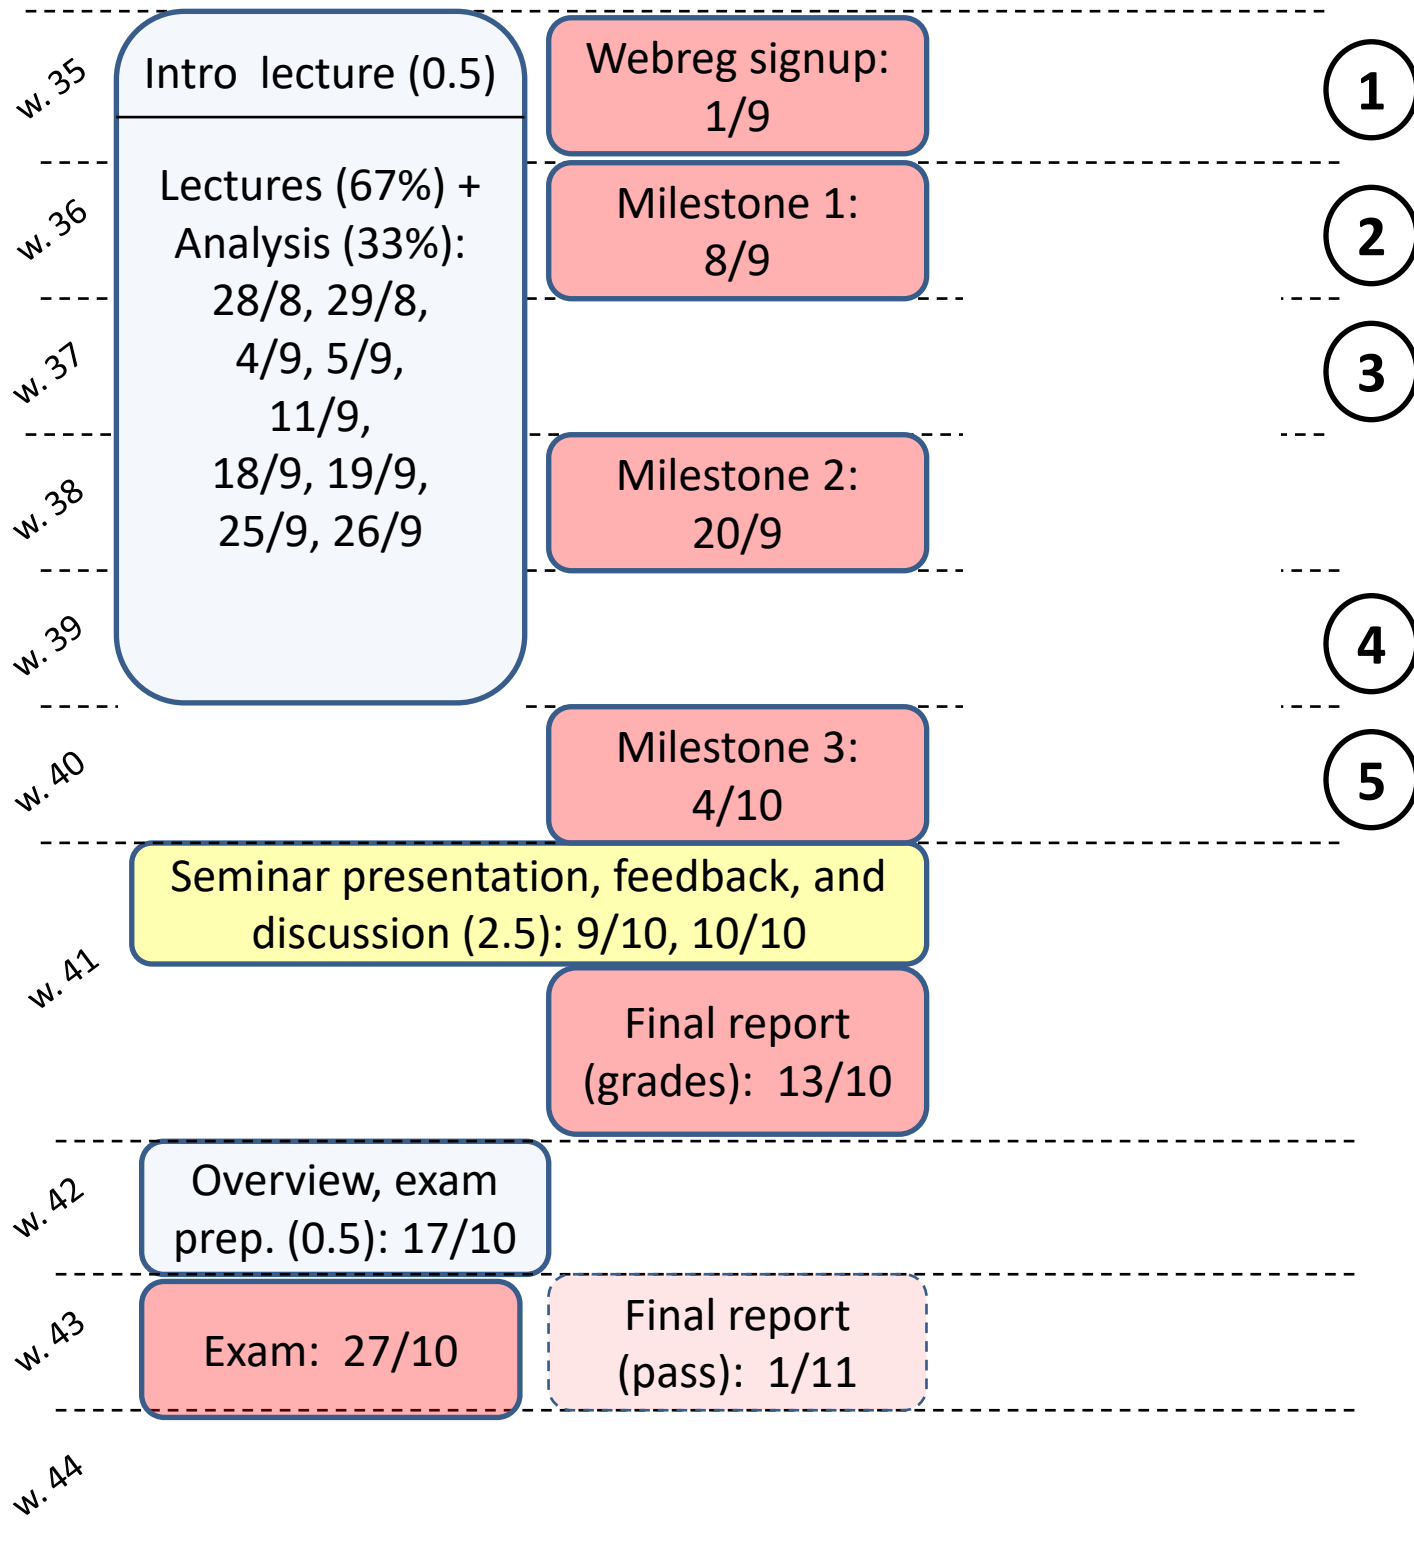 w. 35
Intro lecture (0.5)
Webreg signup:
1/9
1
w. 36
Lectures (67%) +
Analysis (33%):
28/8, 29/8,
4/9, 5/9,
11/9,
18/9, 19/9,
25/9, 26/9
Milestone 1:
8/9
2
w. 37
3
w. 38
Milestone 2:
20/9
w. 39
4
w. 40
Milestone 3:
4/10
5
w. 41
Seminar presentation, feedback, and
discussion (2.5): 9/10, 10/10
Final report
(grades): 13/10
w. 42
Overview, exam
prep. (0.5): 17/10
w. 43
Exam: 27/10
Final report
(pass): 1/11
w. 44